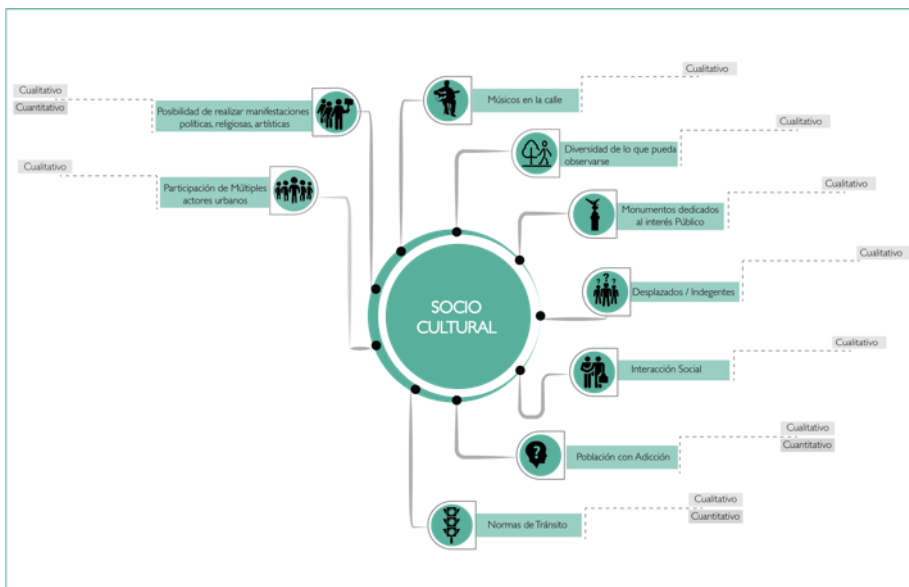 Cualitativo
Cuantitativo
Posibilidad de realizar manifestaciones
políticas, religiosas, artísticas
Cualitativo
Participación de Múltiples
actores urbanos
SOCIO
CULTURAL
Cualitativo
Músicos en la calle
Cualitativo
Diversidad de lo que pueda
observarse
Cualitativo
Monumentos dedicados
al interés Público
Cualitativo
Desplazados / Indegentes
Cualitativo
Interacción Social
Cualitativo
Cuantitativo
Población con Adicción
Cualitativo
Cuantitativo
Normas de Tránsito